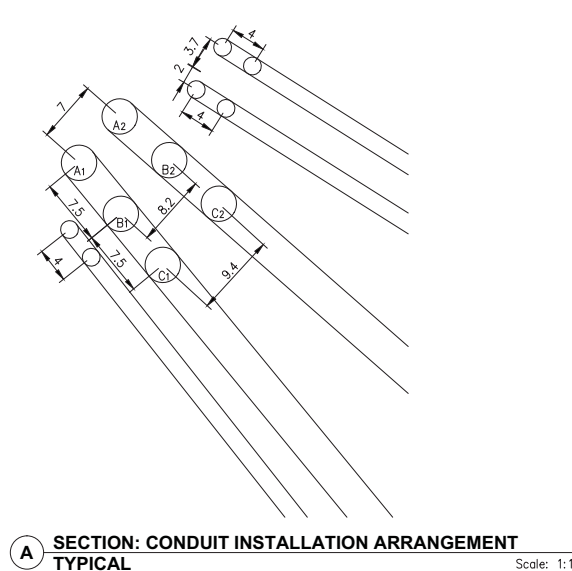 4
3.7
2
4
7
A2
A1
B2
7.5
8.2
B1
C2
7.5
4
9.4
C1
A SECTION: CONDUIT INSTALLATION ARRANGEMENT
TYPICAL
Scale: 1:1